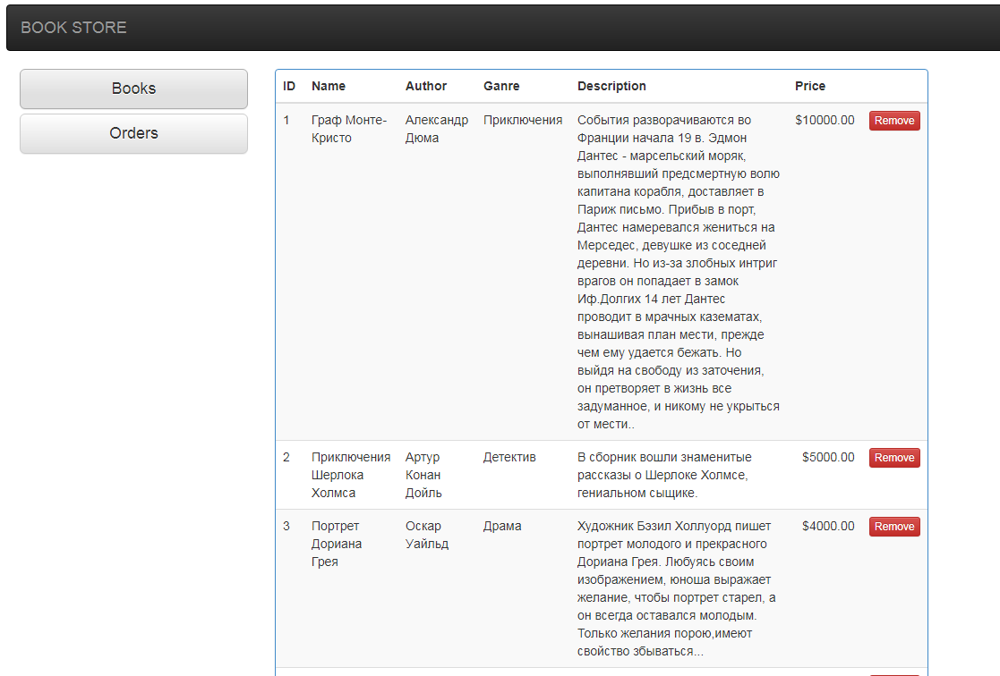 BOOK STORE
Books
Orders
ID Name Author Ganre Description Price
1 Граф Монте- Александр Приключения События разворачиваются во $10000.00 Remove
Кристо Дюма Франции начала 19 в. Эдмон
Дантес - марсельский моряк,
выполнявший предсмертную волю
капитана корабля, доставляет в
Париж письмо. Прибыв в порт,
Дантес намеревался жениться на
Мерседес, девушке из соседней
деревни. Но из-за злобных интриг
врагов он попадает в замок
Иф.Долгих 14 лет Дантес
проводит в мрачных казематах,
вынашивая план мести, прежде
чем ему удается бежать. Но
выйдя на свободу из заточения,
он претворяет в жизнь все
задуманное, и никому не укрыться
от мести..
2 Приключения Артур Детектив В сборник вошли знаменитые $5000.00 Remove
Шерлока Конан рассказы о Шерлоке Холмсе,
Холмса Дойль гениальном сыщике.
3 Портрет Оскар Драма Художник Бэзил Холлуорд пишет $4000.00 Remove
Дориана Уайльд портрет молодого и прекрасного
Грея Дориана Грея. Любуясь своим
изображением, юноша выражает
желание, чтобы портрет старел, а
он всегда оставался молодым.
Только желания порою,имеют
свойство збываться...